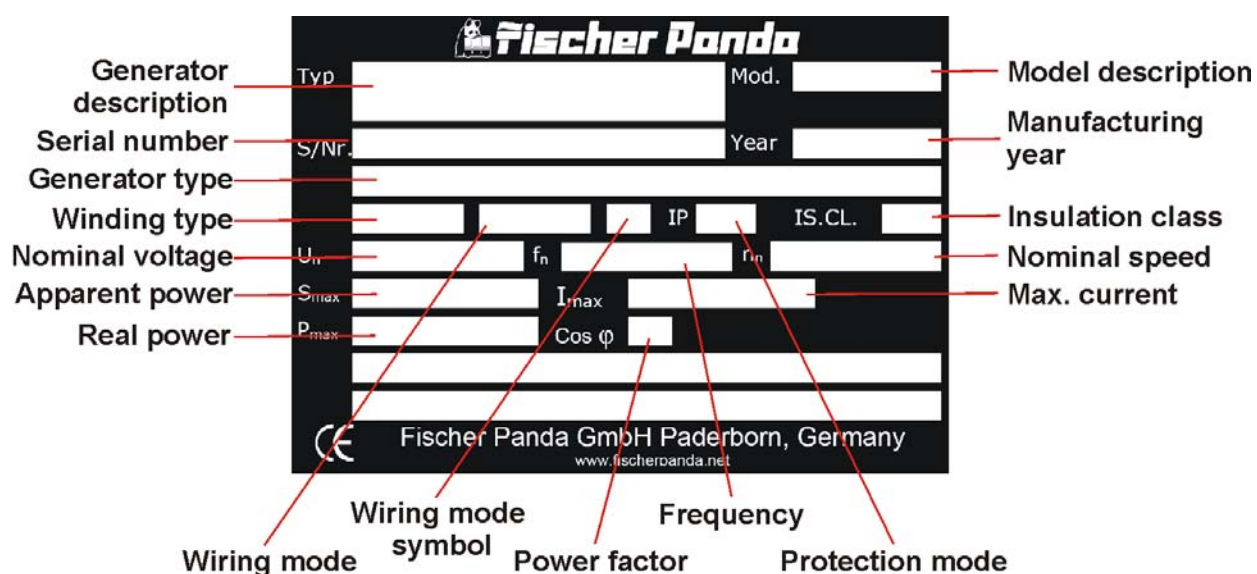 Fischer Panda
Generator description
Typ
Mod.
Model description
Serial number
S/Nr.
Year
Manufacturing year
Generator type
Winding type
IP
IS.CL.
Insulation class
Nominal voltage
Un
fn
nn
Nominal speed
Apparent power
Smax
Imax
Max. current
Real power
Pmax
Cos φ
CE
Fischer Panda GmbH Paderborn, Germany
www.fischerpanda.net
Wiring mode
Wiring mode symbol
Power factor
Frequency
Protection mode